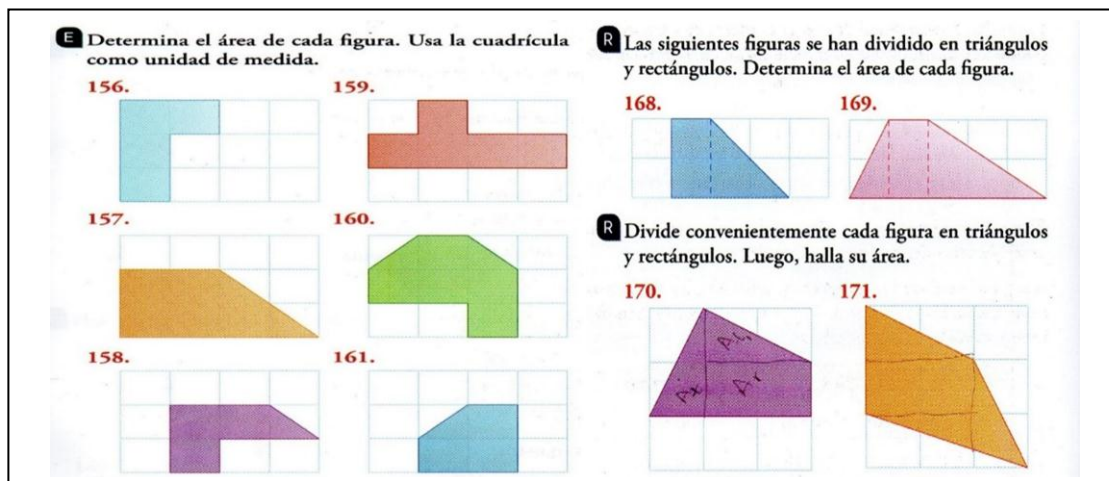 E Determina el área de cada figura. Usa la cuadrícula
como unidad de medida.
156.
159.
157.
160.
158.
161.
R Las siguientes figuras se han dividido en triángulos
y rectángulos. Determina el área de cada figura.
168.
169.
R Divide convenientemente cada figura en triángulos
y rectángulos. Luego, halla su área.
170.
171.